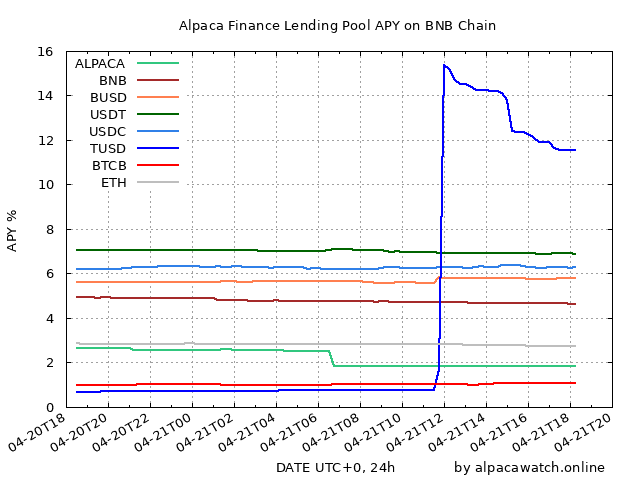 Alpaca Finance Lending Pool APY on BNB Chain
APY %
16
14
12
10
8
6
4
2
0
ALPACA
BNB
BUSD
USDT
USDC
TUSD
BTCB
ETH
04-20T18
04-20T20
04-20T22
04-21T00
04-21T02
04-21T04
04-21T06
04-21T08
04-21T10
04-21T12
04-21T14
04-21T16
04-21T18
04-21T20
DATE UTC+0, 24h
by alpacawatch.online